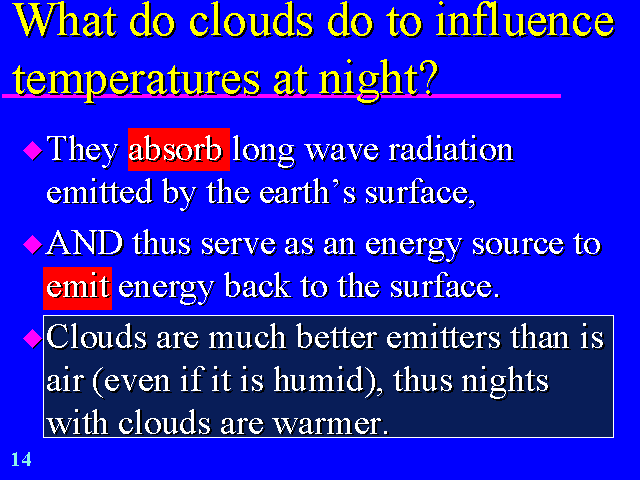 What do clouds do to influence
temperatures at night?
They absorb long wave radiation
emitted by the earth's surface,
AND thus serve as an energy source to
emit energy back to the surface.
Clouds are much better emitters than is
air (even if it is humid), thus nights
with clouds are warmer.
14